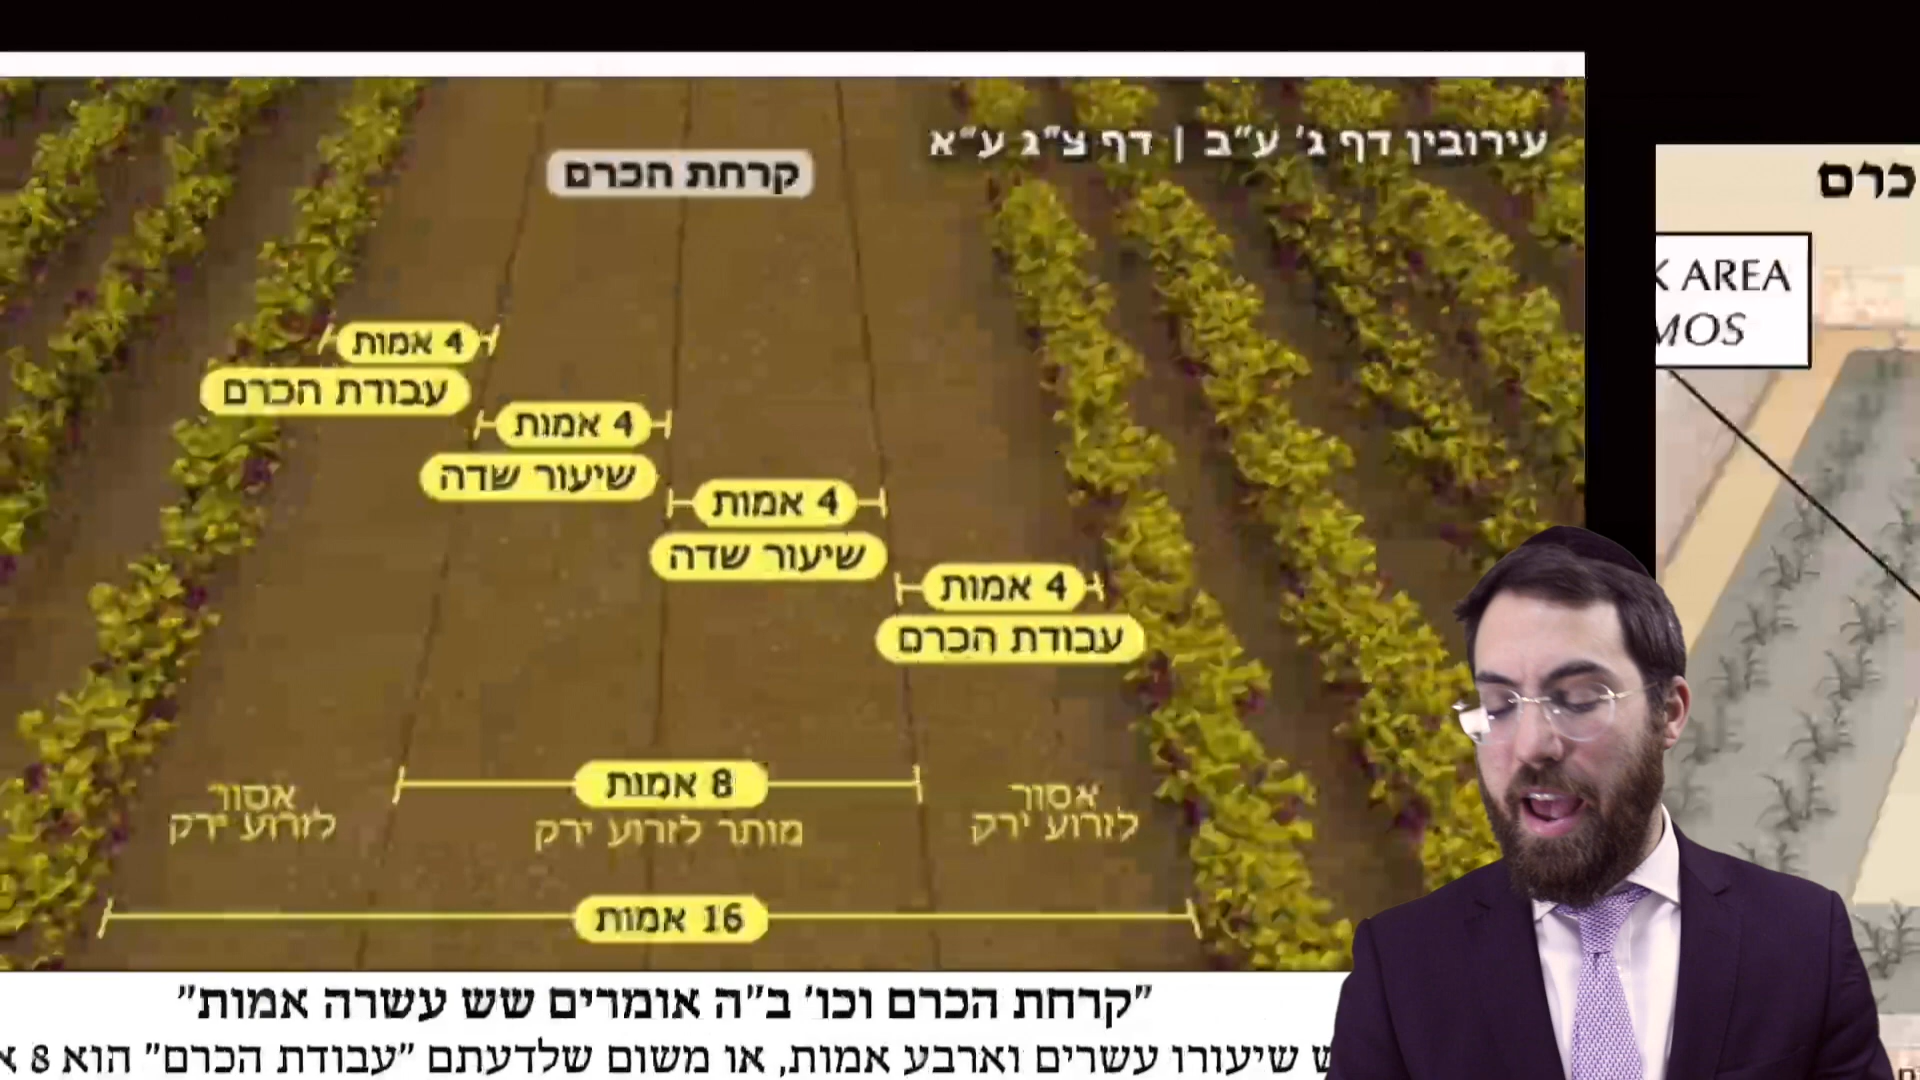 עירובין דף ג' ע"ב | דף צ"ג ע"א
קרחת הכרם
כרם
AREA
4 אמות
עבודת הכרם
4 אמות
שיעור שדה
4 אמות
שיעור שדה
4 אמות
עבודת הכרם
8 אמות
אסור
לזרוע ירק
מותר לזרוע ירק
אסור
לזרוע ירק
16 אמות
"קרחת הכרם וכו' ב"ה אומרים שש עשרה אמות"
שיעורו עשרים וארבע אמות, או משום שלדעתם "עבודת הכרם" הוא 8